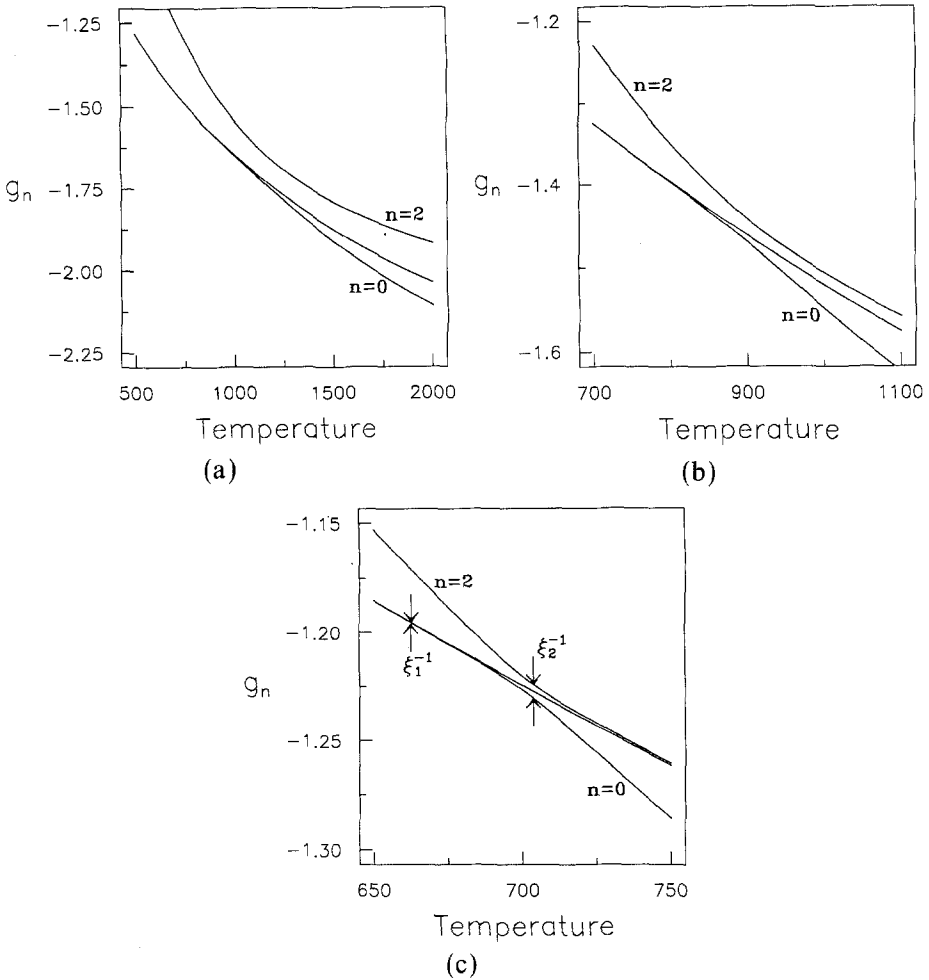 −1.25
−1.50
−1.75
−2.00
−2.25
gₙ
n=2
n=0
500 1000 1500 2000
Temperature
(a)
−1.2
−1.4
−1.6
gₙ
n=2
n=0
700 900 1100
Temperature
(b)
−1.15
−1.20
−1.25
−1.30
gₙ
n=2
ξ₁⁻¹
ξ₂⁻¹
n=0
650 700 750
Temperature
(c)